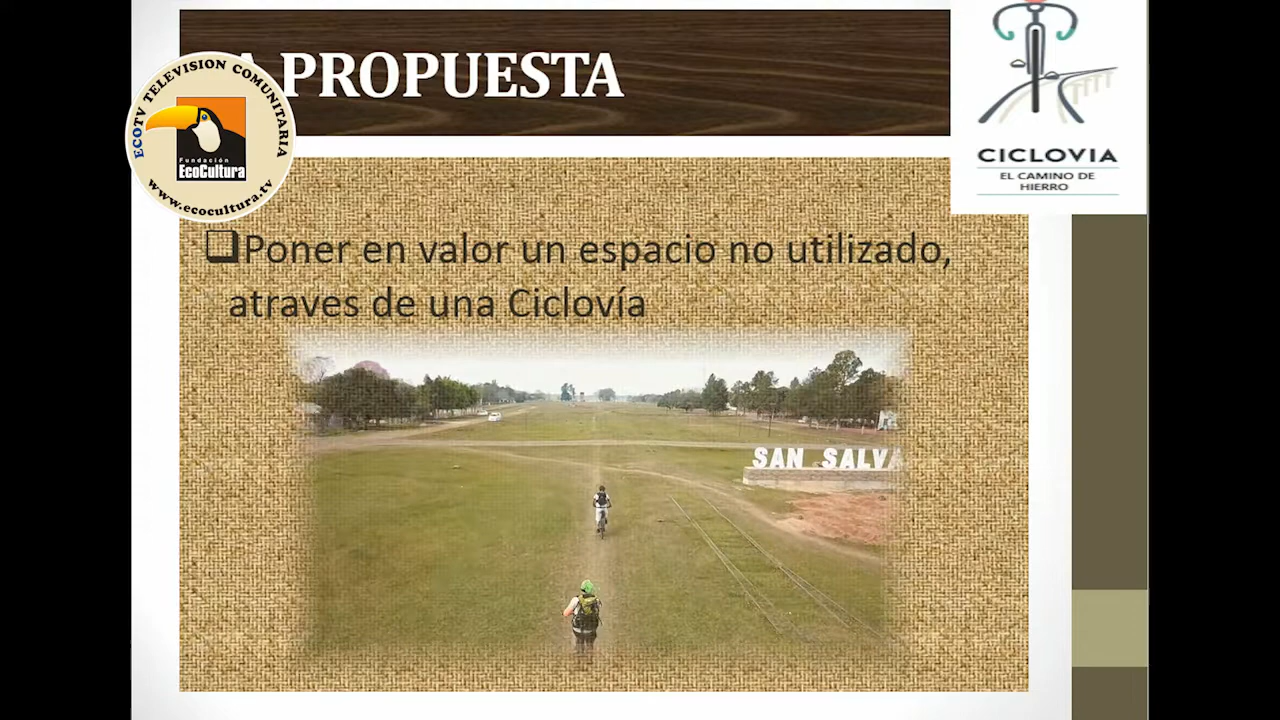 PROPUESTA
ECOTV TELEVISION COMUNITARIA
Fundación
EcoCultura
www.ecocultura.tv
CICLOVIA
EL CAMINO DE
HIERRO
Poner en valor un espacio no utilizado,
atraves de una Ciclovía
SAN SALVA